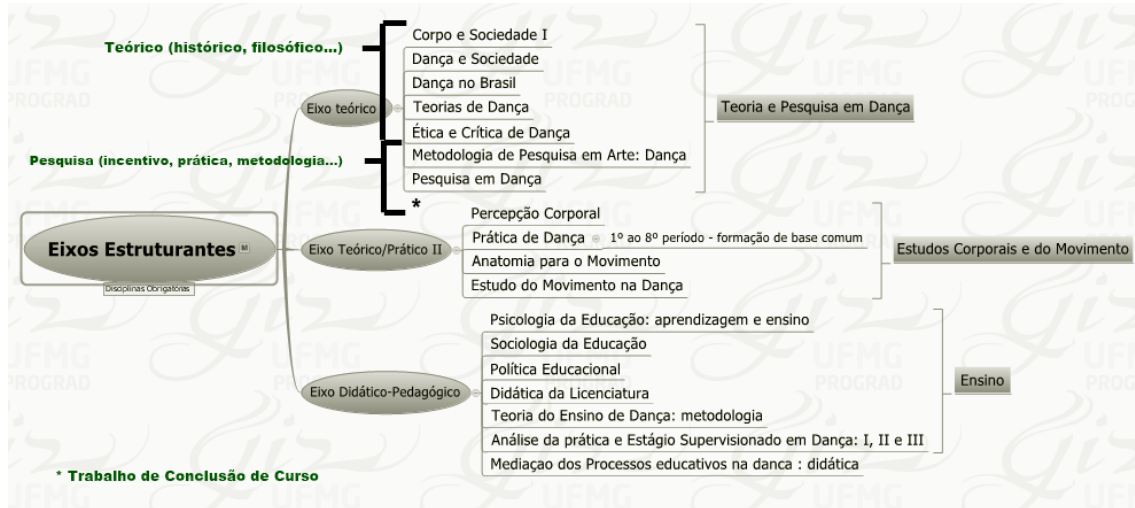 Teórico (histórico, filosófico...)
Corpo e Sociedade I
Dança e Sociedade
Dança no Brasil
Eixo teórico
Teorias de Dança
Teoria e Pesquisa em Dança
Ética e Crítica de Dança
Pesquisa (incentivo, prática, metodologia...)
Metodologia de Pesquisa em Arte: Dança
Pesquisa em Dança
*
Eixos Estruturantes
Disciplinas Obrigatórias
Eixo Teórico/Prático II
Percepção Corporal
Prática de Dança
1º ao 8º período - formação de base comum
Anatomia para o Movimento
Estudo do Movimento na Dança
Estudos Corporais e do Movimento
Eixo Didático-Pedagógico
Psicologia da Educação: aprendizagem e ensino
Sociologia da Educação
Política Educacional
Didática da Licenciatura
Teoria do Ensino de Dança: metodologia
Análise da prática e Estágio Supervisionado em Dança: I, II e III
Mediaçao dos Processos educativos na danca : didática
Ensino
* Trabalho de Conclusão de Curso
giz
UFMG
PROGRAD